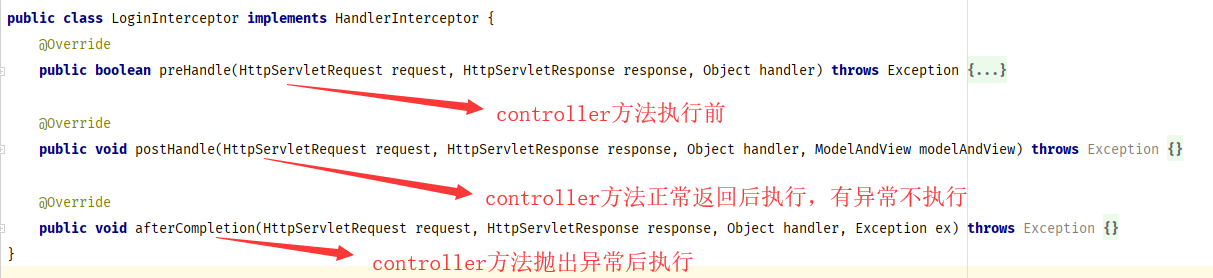 public class LoginInterceptor implements HandlerInterceptor {
@Override
public boolean preHandle(HttpServletRequest request, HttpServletResponse response, Object handler) throws Exception {...}
controller方法执行前
@Override
public void postHandle(HttpServletRequest request, HttpServletResponse response, Object handler, ModelAndView modelAndView) throws Exception {}
controller方法正常返回后执行，有异常不执行
@Override
public void afterCompletion(HttpServletRequest request, HttpServletResponse response, Object handler, Exception ex) throws Exception {}
controller方法抛出异常后执行
}